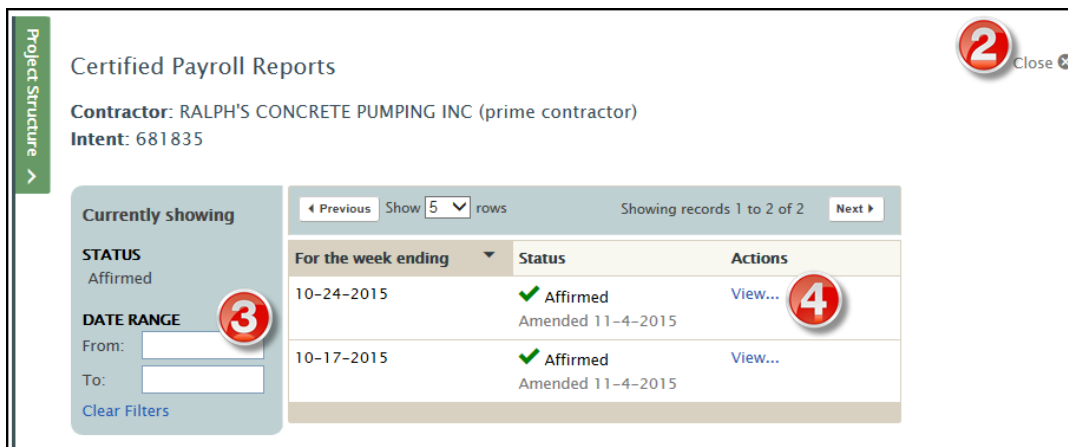 Project Structure
2
Close
Certified Payroll Reports
Contractor: RALPH'S CONCRETE PUMPING INC (prime contractor)
Intent: 681835
Currently showing
STATUS
Affirmed
DATE RANGE
3
From:
To:
Clear Filters
Previous Show 5 rows Showing records 1 to 2 of 2 Next
For the week ending Status Actions
10-24-2015 Affirmed View...
4
Amended 11-4-2015
10-17-2015 Affirmed View...
Amended 11-4-2015